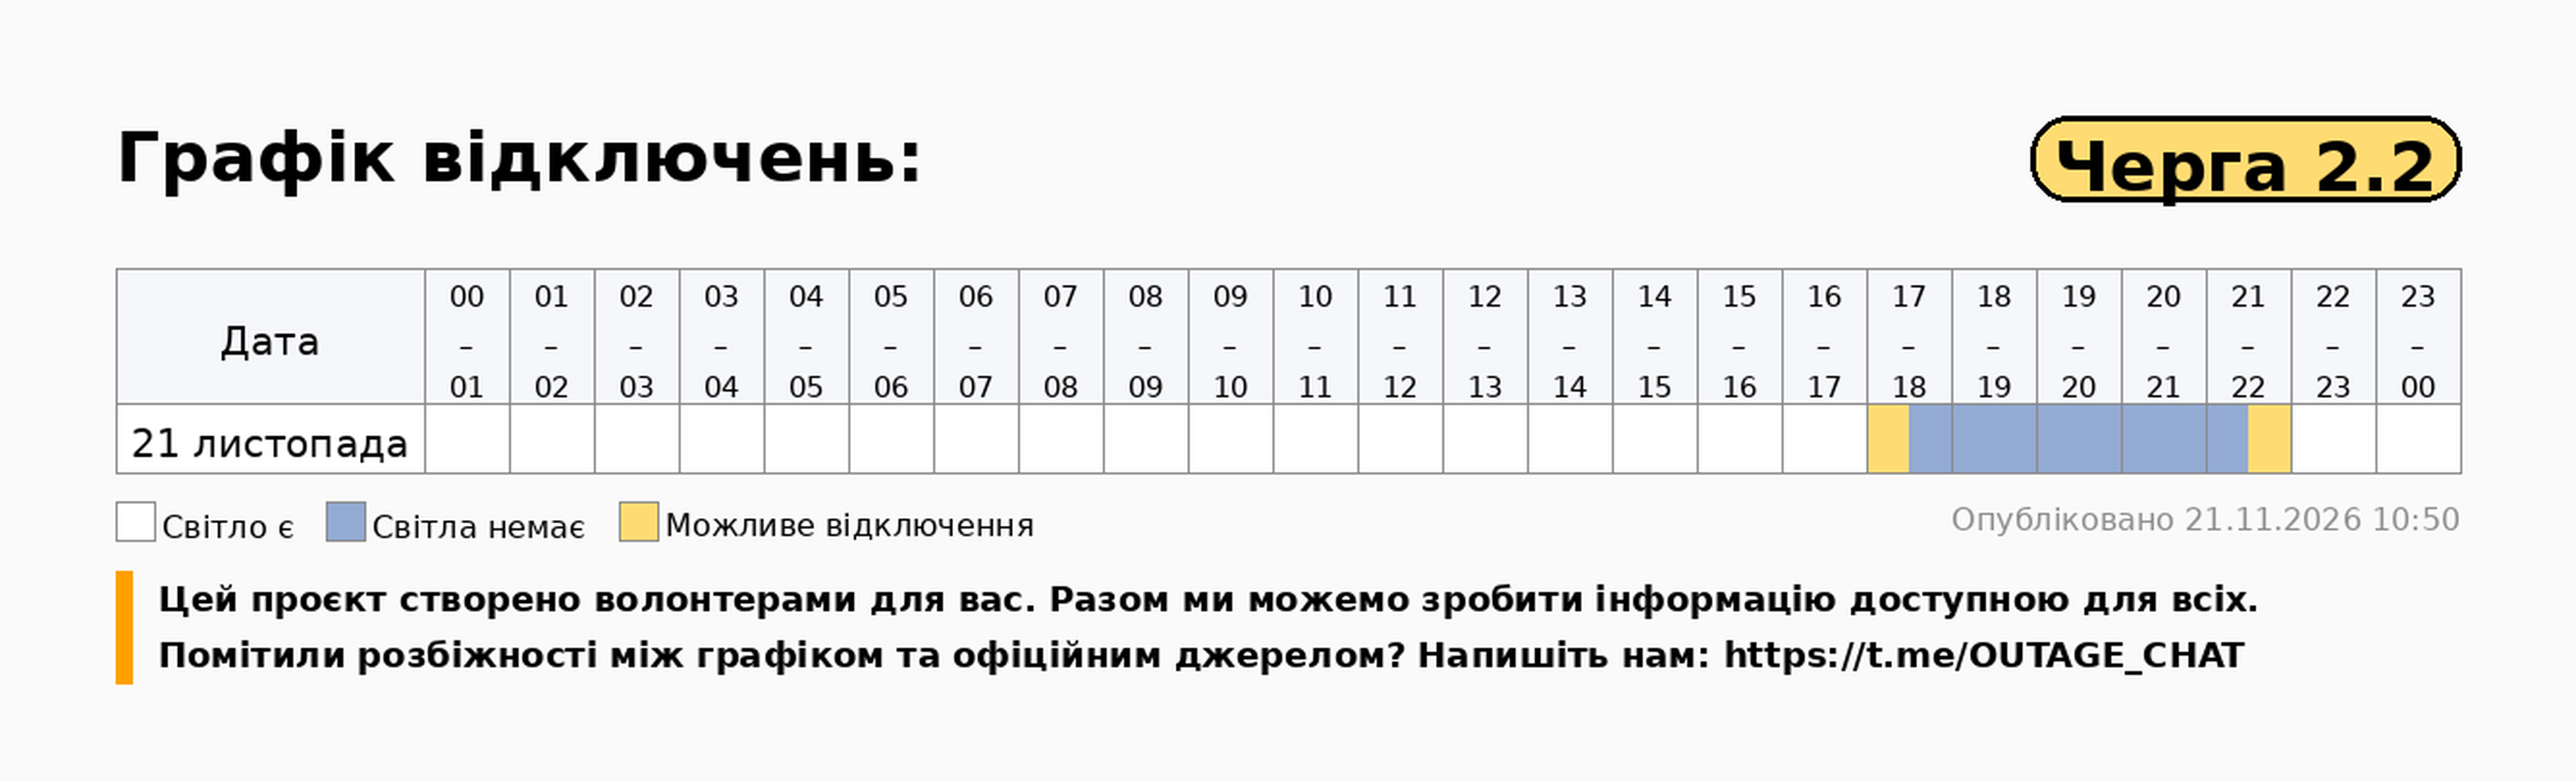 Графік відключень:
Черга 2.2
Дата
00 – 01
01 – 02
02 – 03
03 – 04
04 – 05
05 – 06
06 – 07
07 – 08
08 – 09
09 – 10
10 – 11
11 – 12
12 – 13
13 – 14
14 – 15
15 – 16
16 – 17
17 – 18
18 – 19
19 – 20
20 – 21
21 – 22
22 – 23
23 – 00
21 листопада
Світло є
Світла немає
Можливе відключення
Опубліковано 21.11.2026 10:50
Цей проєкт створено волонтерами для вас. Разом ми можемо зробити інформацію доступною для всіх.
Помітили розбіжності між графіком та офіційним джерелом? Напишіть нам: https://t.me/OUTAGE_CHAT